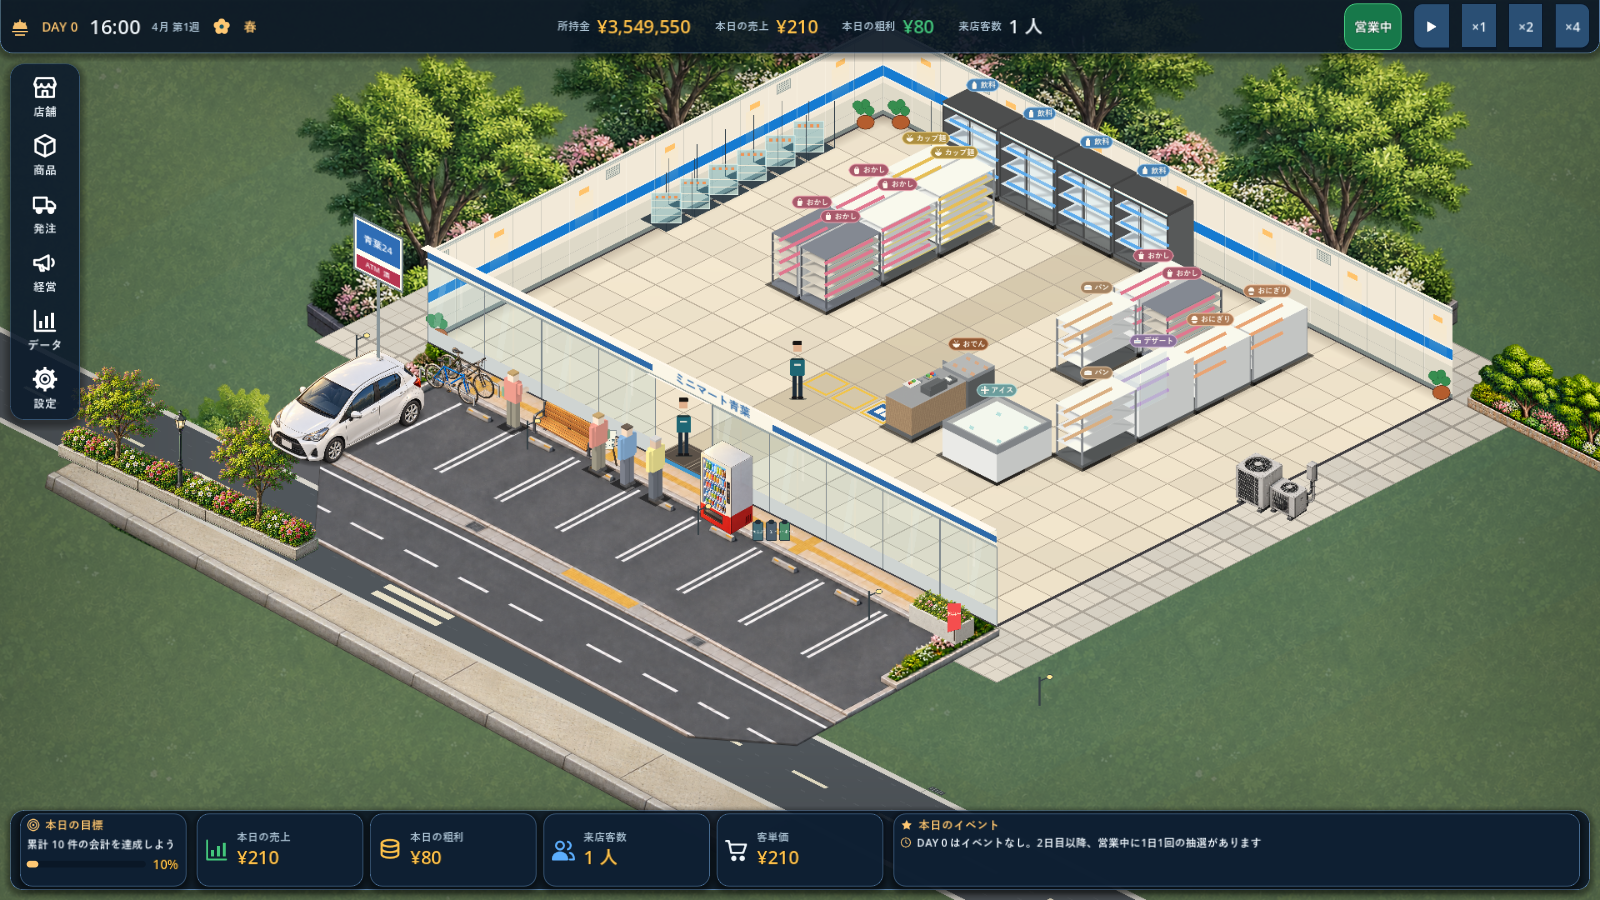 DAY 0 16:00 4月 第1週 春
所持金 ¥3,549,550 本日の売上 ¥210 本日の粗利 ¥80 来店客数 1 人
営業中 ▶ ×1 ×2 ×4
店舗
商品
発注
経営
データ
設定
飲料
飲料
飲料
飲料
カップ麺
カップ麺
おかし
おかし
おかし
おかし
おかし
おかし
パン
おにぎり
おにぎり
デザート
パン
おでん
アイス
青葉24
ATM 酒
ミニマート青葉
本日の目標
累計 10 件の会計を達成しよう
10%
本日の売上
¥210
本日の粗利
¥80
来店客数
1 人
客単価
¥210
本日のイベント
DAY 0 はイベントなし。2日目以降、営業中に1日1回の抽選があります